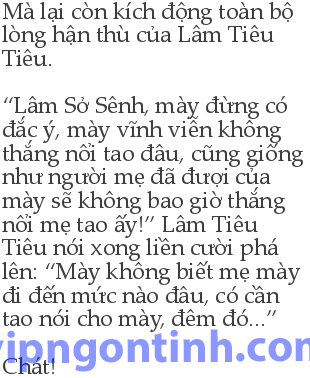 Mà lại còn kích động toàn bộ
lòng hận thù của Lâm Tiêu
Tiêu.
“Lâm Sở Sênh, mày đừng có
đắc ý, mày vĩnh viễn không
thắng nổi tao đâu, cũng giống
như người mẹ đã đượi của
mày sẽ không bao giờ thắng
nổi mẹ tao ấy!” Lâm Tiêu
Tiêu nói xong liền cười phá
lên: “Mày không biết mẹ mày
đi đến mức nào đâu, có cần
tao nói cho mày, đêm đó...”
vipngontinh.com
Chát!